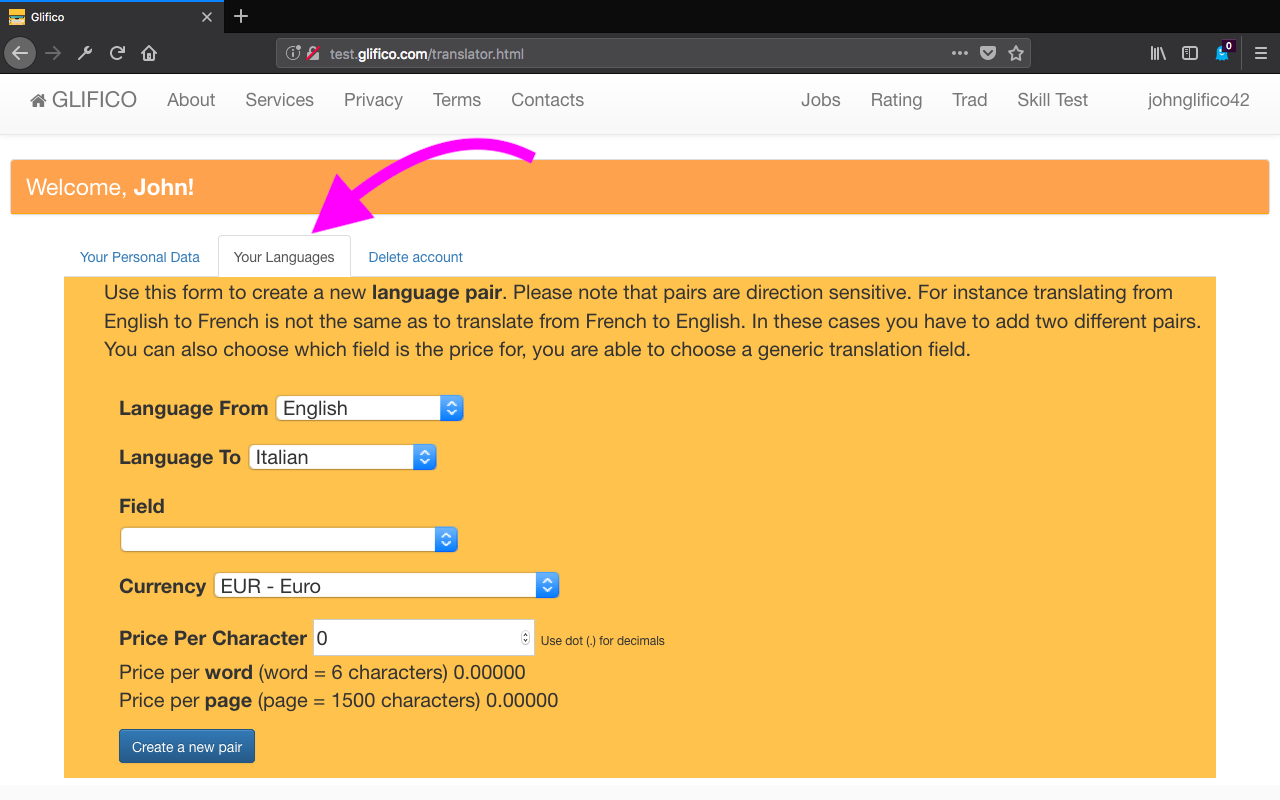 Glifico
test.glifico.com/translator.html
0
GLIFICO About Services Privacy Terms Contacts Jobs Rating Trad Skill Test johnglifico42
Welcome, John!
Your Personal Data Your Languages Delete account
Use this form to create a new language pair. Please note that pairs are direction sensitive. For instance translating from
English to French is not the same as to translate from French to English. In these cases you have to add two different pairs.
You can also choose which field is the price for, you are able to choose a generic translation field.
Language From English
Language To Italian
Field
Currency EUR - Euro
Price Per Character 0 Use dot (.) for decimals
Price per word (word = 6 characters) 0.00000
Price per page (page = 1500 characters) 0.00000
Create a new pair